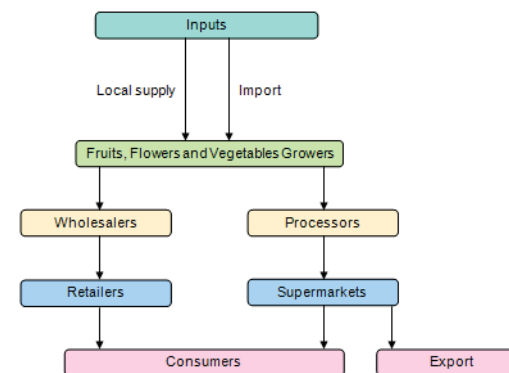 Inputs
Local supply
Import
Fruits, Flowers and Vegetables Growers
Wholesalers
Processors
Retailers
Supermarkets
Consumers
Export